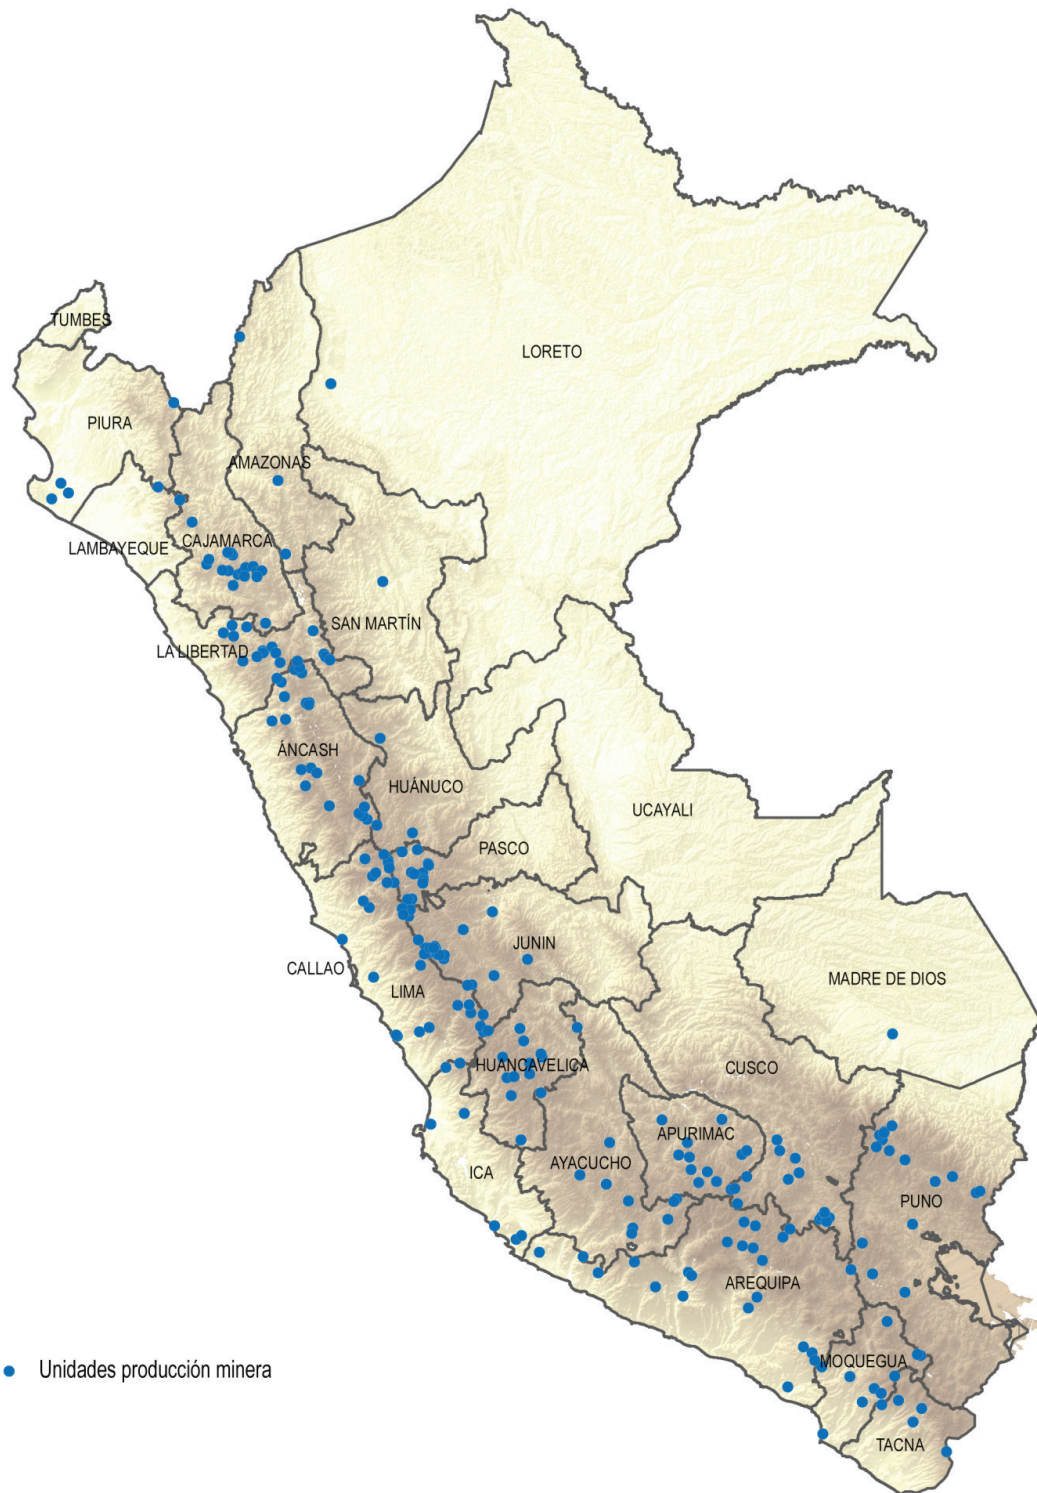 TUMBES
LORETO
PIURA
AMAZONAS
LAMBAYEQUE
CAJAMARCA
SAN MARTÍN
LA LIBERTAD
ÁNCASH
HUÁNUCO
UCAYALI
PASCO
JUNIN
CALLAO
LIMA
MADRE DE DIOS
HUANCAVELICA
CUSCO
APURIMAC
AYACUCHO
ICA
PUNO
AREQUIPA
MOQUEGUA
Unidades producción minera
TACNA